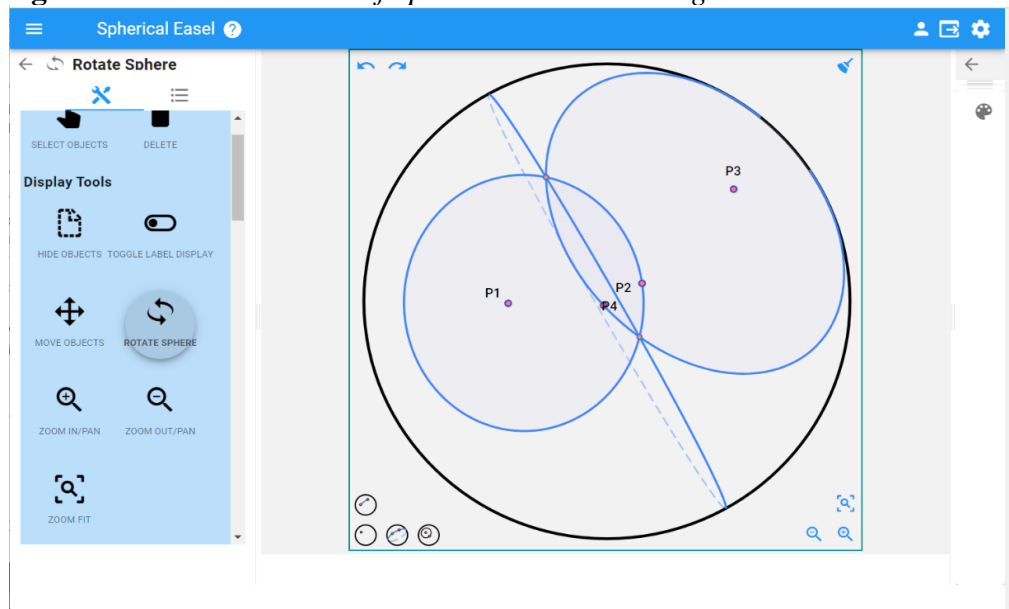 Spherical Easel
Rotate Sphere
SELECT OBJECTS DELETE
Display Tools
HIDE OBJECTS TOGGLE LABEL DISPLAY
MOVE OBJECTS ROTATE SPHERE
ZOOM IN/PAN ZOOM OUT/PAN
ZOOM FIT
P3
P1
P2
P4